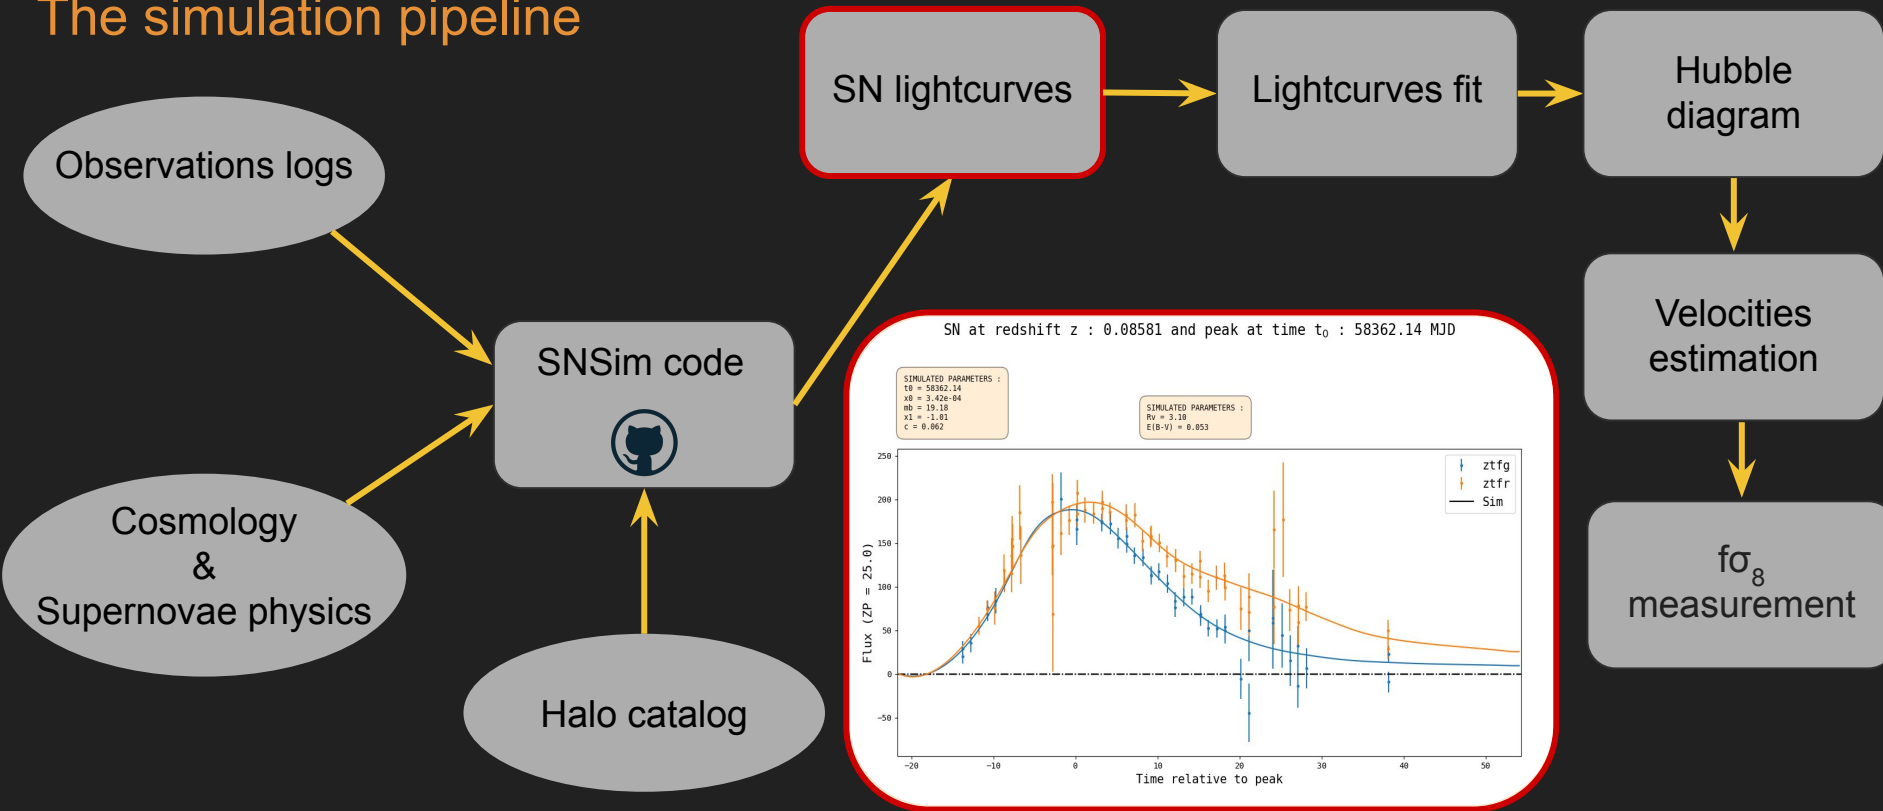 The simulation pipeline
Observations logs
Cosmology
&
Supernovae physics
Halo catalog
SNSim code
SN lightcurves
Lightcurves fit
Hubble
diagram
Velocities
estimation
fσ8
measurement
SN at redshift z : 0.08581 and peak at time t0 : 58362.14 MJD
SIMULATED PARAMETERS :
t0 = 58362.14
x0 = 3.42e-04
mb = 19.18
x1 = -1.01
c = 0.062
SIMULATED PARAMETERS :
Rv = 3.10
E(B-V) = 0.053
ztfg
ztfr
Sim
Flux (ZP = 25.0)
250
200
150
100
50
0
−50
−20 −10 0 10 20 30 40 50
Time relative to peak